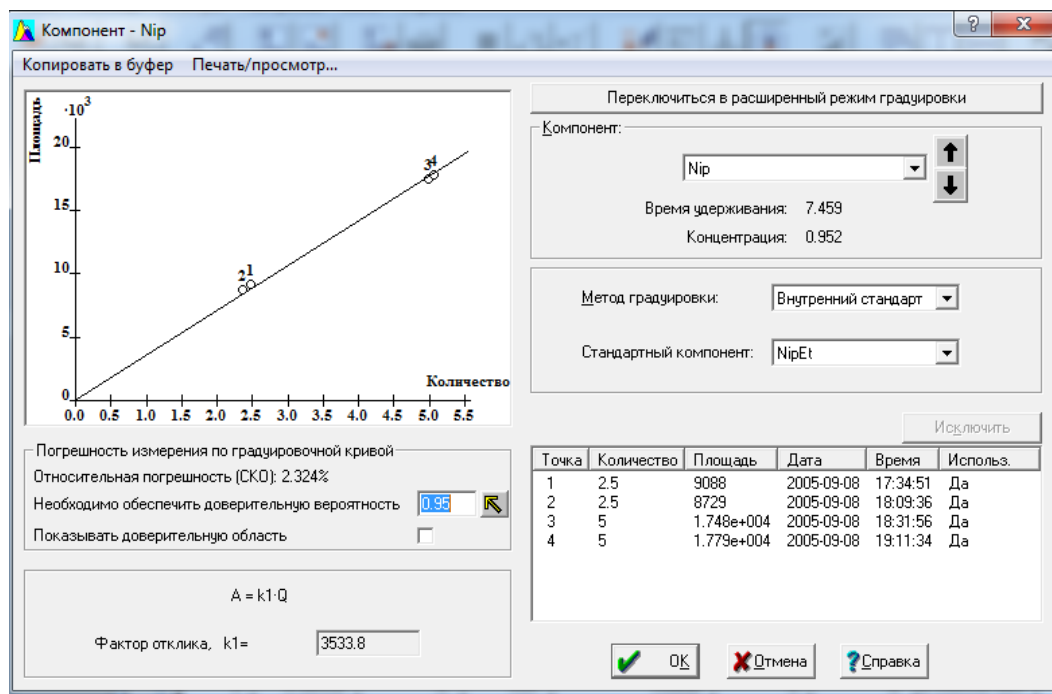 Компонент - Nip
Копировать в буфер Печать/просмотр...
Площадь
·10³
20
15
10
5
0
0.0 0.5 1.0 1.5 2.0 2.5 3.0 3.5 4.0 4.5 5.0 5.5
Количество
2 1
3 4
Погрешность измерения по градуировочной кривой
Относительная погрешность (СКО): 2.324%
Необходимо обеспечить доверительную вероятность 0.95
Показывать доверительную область
A = k1·Q
Фактор отклика, k1= 3533.8
Переключиться в расширенный режим градуировки
Компонент:
Nip
Время удерживания: 7.459
Концентрация: 0.952
Метод градуировки: Внутренний стандарт
Стандартный компонент: NipEt
Исключить
Точка Количество Площадь Дата Время Использ.
1 2.5 9088 2005-09-08 17:34:51 Да
2 2.5 8729 2005-09-08 18:09:36 Да
3 5 1.748e+004 2005-09-08 18:31:56 Да
4 5 1.779e+004 2005-09-08 19:11:34 Да
OK Отмена ? Справка